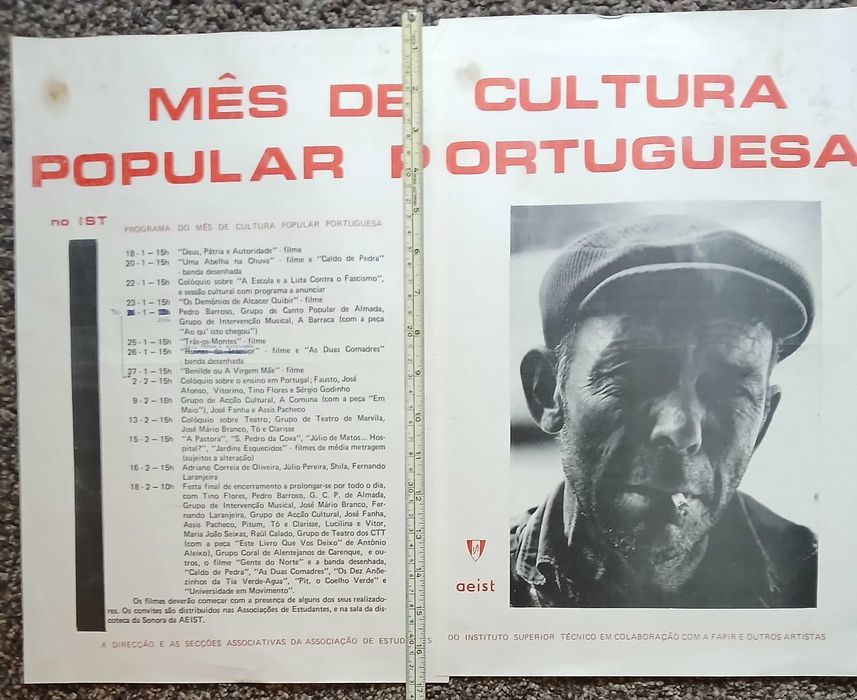 MÊS DE CULTURA
POPULAR PORTUGUESA
no IST
PROGRAMA DO MÊS DE CULTURA POPULAR PORTUGUESA
18 - 1 – 15h "Deus, Pátria e Autoridade" - filme
20 - 1 – 15h "Uma Abelha na Chuva" - filme e "Caldo de Pedra"
- banda desenhada
22 - 1 – 15h Colóquio sobre "A Escola e a Luta Contra o Fascismo",
e sessão cultural com programa a anunciar
23 - 1 – 15h "Os Demónios de Alcacer Quibir" - filme
Pedro Barroso, Grupo de Canto Popular de Almada,
Grupo de Intervenção Musical, A Barraca (com a peça
"Ao qu' isto chegou")
25 - 1 – 15h "Trás-os-Montes" - filme
26 - 1 – 15h - filme e "As Duas Comadres"
- banda desenhada
27 - 1 – 15h "Benilde ou A Virgem Mãe" - filme
2 - 2 – 15h Colóquio sobre o ensino em Portugal; Fausto, José
Afonso, Vitorino, Tino Flores e Sérgio Godinho
9 - 2 – 16h Grupo de Acção Cultural, A Comuna (com a peça "Em
Maio"), José Fanha e Assis Pacheco
13 - 2 – 15h Colóquio sobre Teatro; Grupo de Teatro de Marvila,
José Mário Branco, Tó e Clarisse
15 - 2 – 15h "A Pastora", "S. Pedro da Cova", "Júlio de Matos... Hos-
pital?", "Jardins Esquecidos" - filmes de média metragem
(sujeitos a alteração)
16 - 2 – 15h Adriano Correia de Oliveira, Júlio Pereira, Shila, Fernando
Laranjeira
18 - 2 – 10h Festa final de encerramento a prolongar-se por todo o dia,
com Tino Flores, Pedro Barroso, G. C. P. de Almada,
Grupo de Intervenção Musical, José Mário Branco, Fer-
nando Laranjeira, Grupo de Acção Cultural, José Fanha,
Assis Pacheco, Pitum, Tó e Clarisse, Lucilina e Vitor,
Maria João Seixas, Raúl Calado, Grupo de Teatro dos CTT
(com a peça "Este Livro Que Vos Deixo" de António
Aleixo), Grupo Coral de Alentejanos de Carenque, e ou-
tros, o filme "Gente do Norte" e a banda desenhada,
"Caldo de Pedra", "As Duas Comadres", "Os Dez Anõe-
zinhos da Tia Verde-Agua", "Pit, o Coelho Verde" e
"Universidade em Movimento".
Os filmes deverão começar com a presença de alguns dos seus realizado-
res. Os convites são distribuidos nas Associações de Estudantes, e na sala da dis-
coteca da Sonora da AEIST.
aeist
A DIRECÇÃO E AS SECÇÕES ASSOCIATIVAS DA ASSOCIAÇÃO DE DO INSTITUTO SUPERIOR TÉCNICO EM COLABORAÇÃO COM A FAPIR E OUTROS ARTISTAS